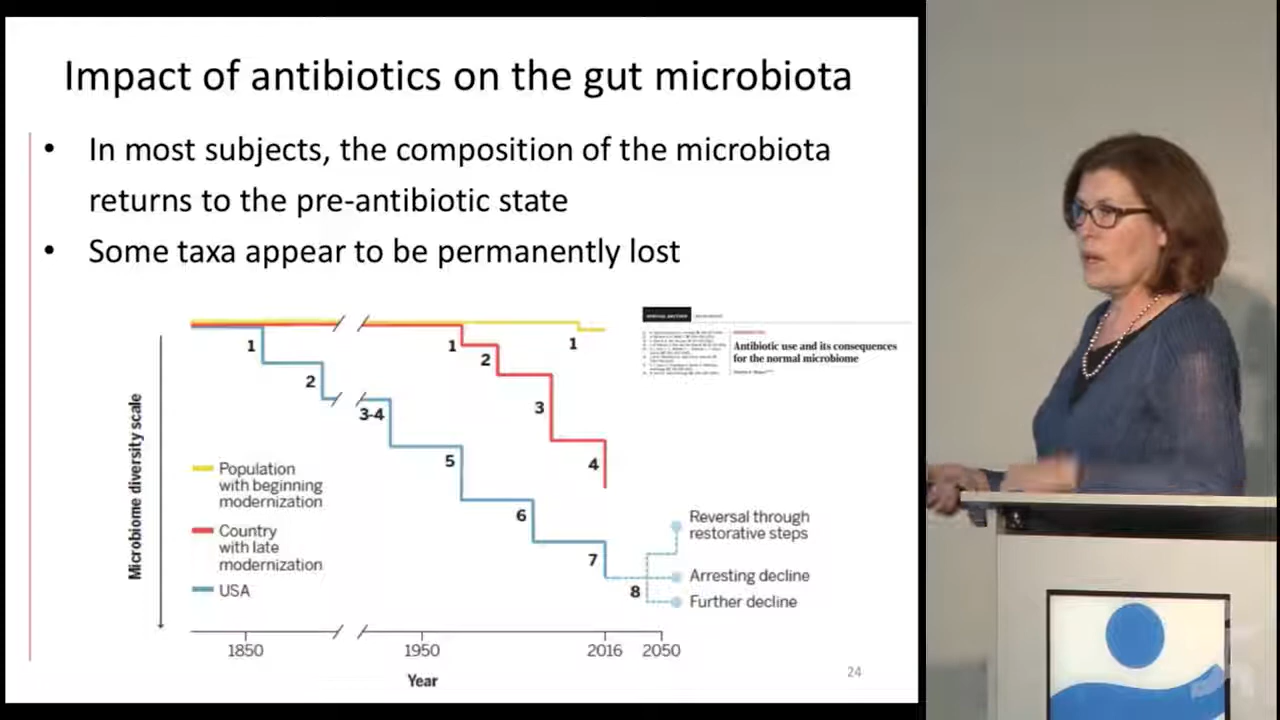 Impact of antibiotics on the gut microbiota
• In most subjects, the composition of the microbiota
returns to the pre-antibiotic state
• Some taxa appear to be permanently lost
Antibiotic use and its consequences
for the normal microbiome
Microbiome diversity scale
1
2
3-4
5
6
7
8
1
2
3
4
1
Population
with beginning
modernization
Country
with late
modernization
USA
Reversal through
restorative steps
Arresting decline
Further decline
1850
1950
2016
2050
Year
24